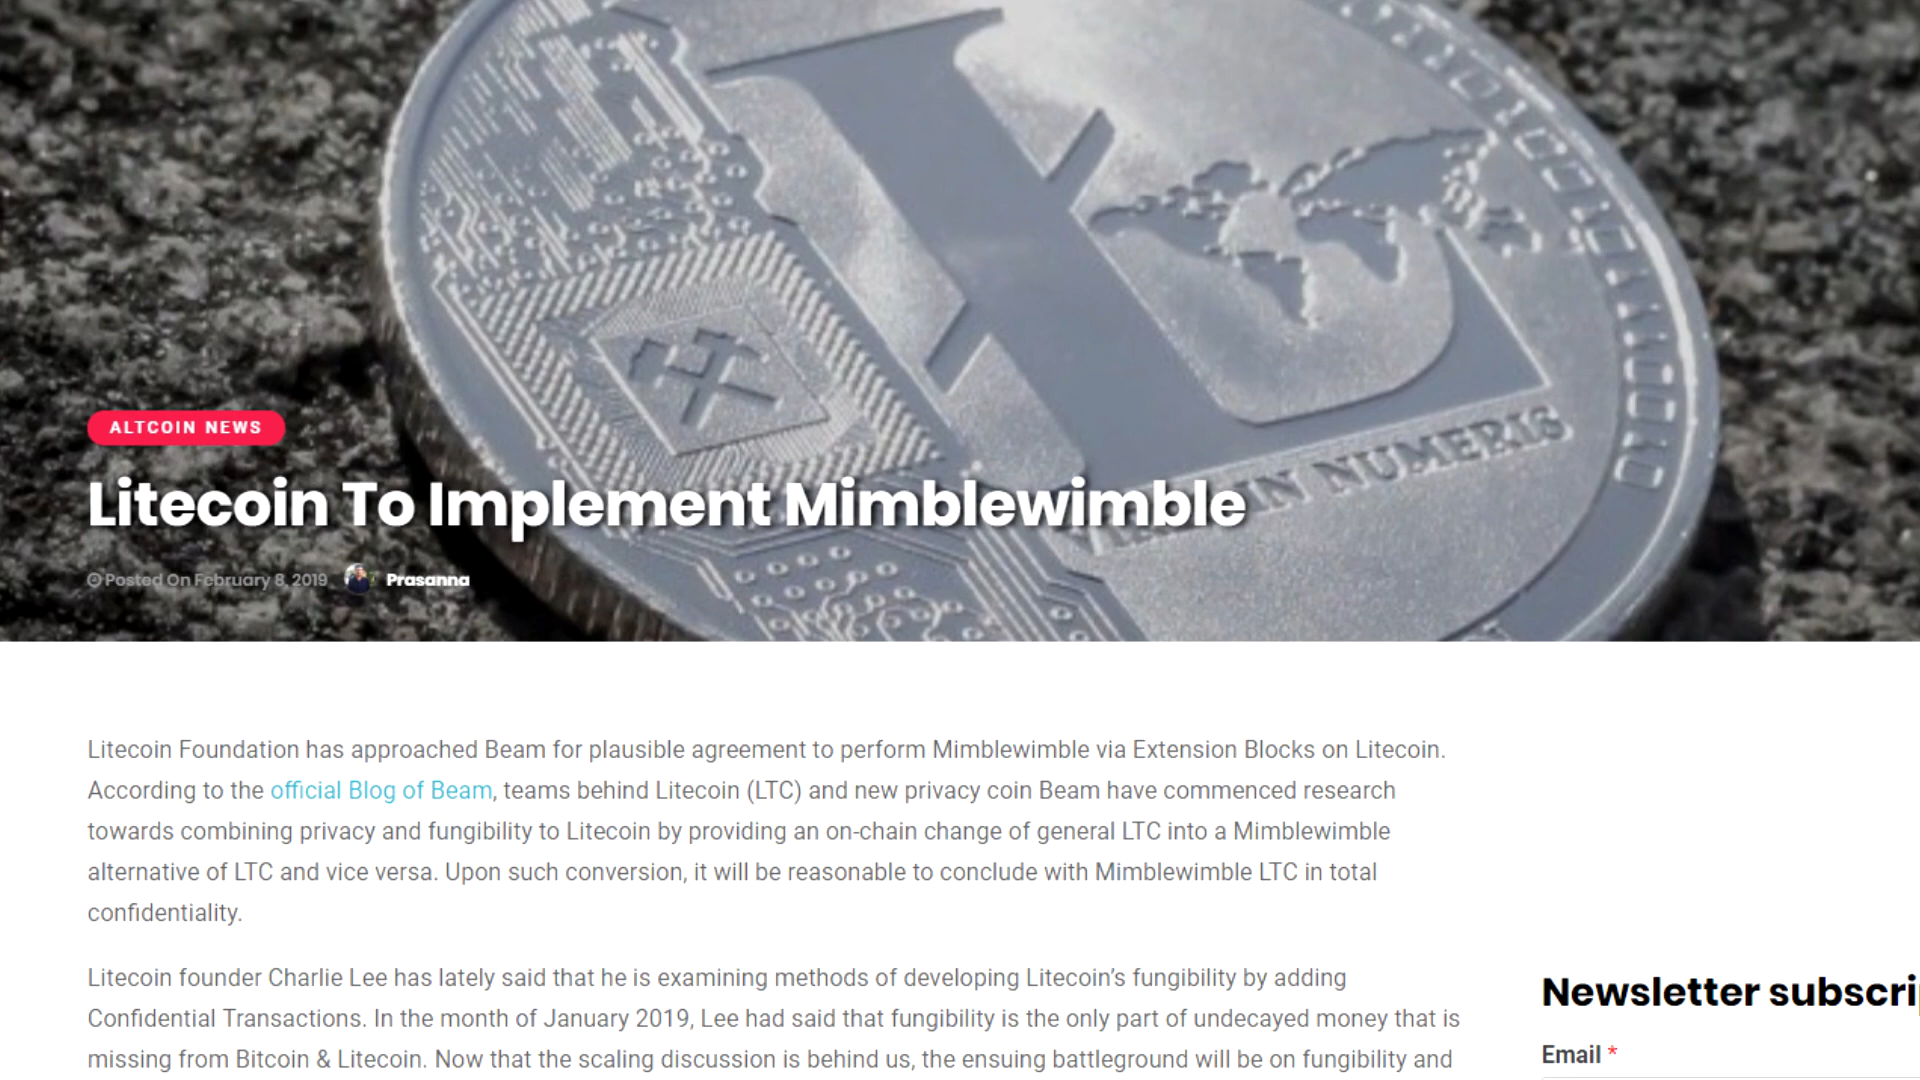 ALTCOIN NEWS
Litecoin To Implement Mimblewimble
IN NUMERIS
Posted On February 8, 2019 Prasanna
Litecoin Foundation has approached Beam for plausible agreement to perform Mimblewimble via Extension Blocks on Litecoin.
According to the official Blog of Beam, teams behind Litecoin (LTC) and new privacy coin Beam have commenced research
towards combining privacy and fungibility to Litecoin by providing an on-chain change of general LTC into a Mimblewimble
alternative of LTC and vice versa. Upon such conversion, it will be reasonable to conclude with Mimblewimble LTC in total
confidentiality.
Litecoin founder Charlie Lee has lately said that he is examining methods of developing Litecoin’s fungibility by adding
Confidential Transactions. In the month of January 2019, Lee had said that fungibility is the only part of undecayed money that is
missing from Bitcoin & Litecoin. Now that the scaling discussion is behind us, the ensuing battleground will be on fungibility and
Newsletter subscri
Email *